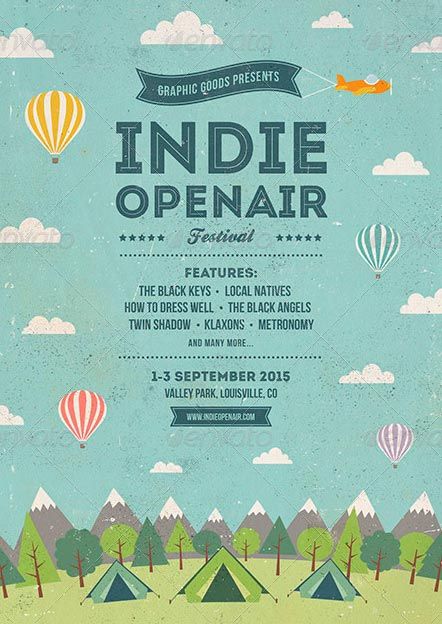 GRAPHIC GOODS PRESENTS
INDIE
OPENAIR
Festival
FEATURES:
THE BLACK KEYS • LOCAL NATIVES
HOW TO DRESS WELL • THE BLACK ANGELS
TWIN SHADOW • KLAXONS • METRONOMY
AND MANY MORE...
1-3 SEPTEMBER 2015
VALLEY PARK, LOUISVILLE, CO
WWW.INDIEOPENAIR.COM